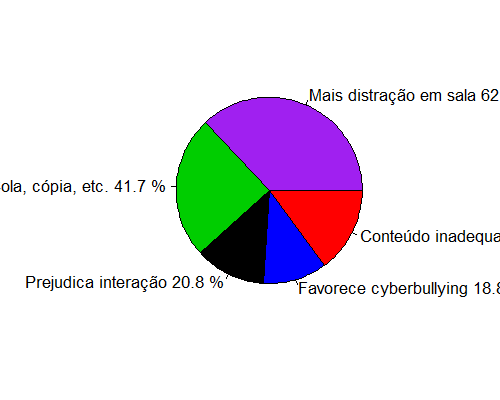 Mais distração em sala 62
ola, cópia, etc. 41.7 %
Conteúdo inadequa
Prejudica interação 20.8 %
Favorece cyberbullying 18.8